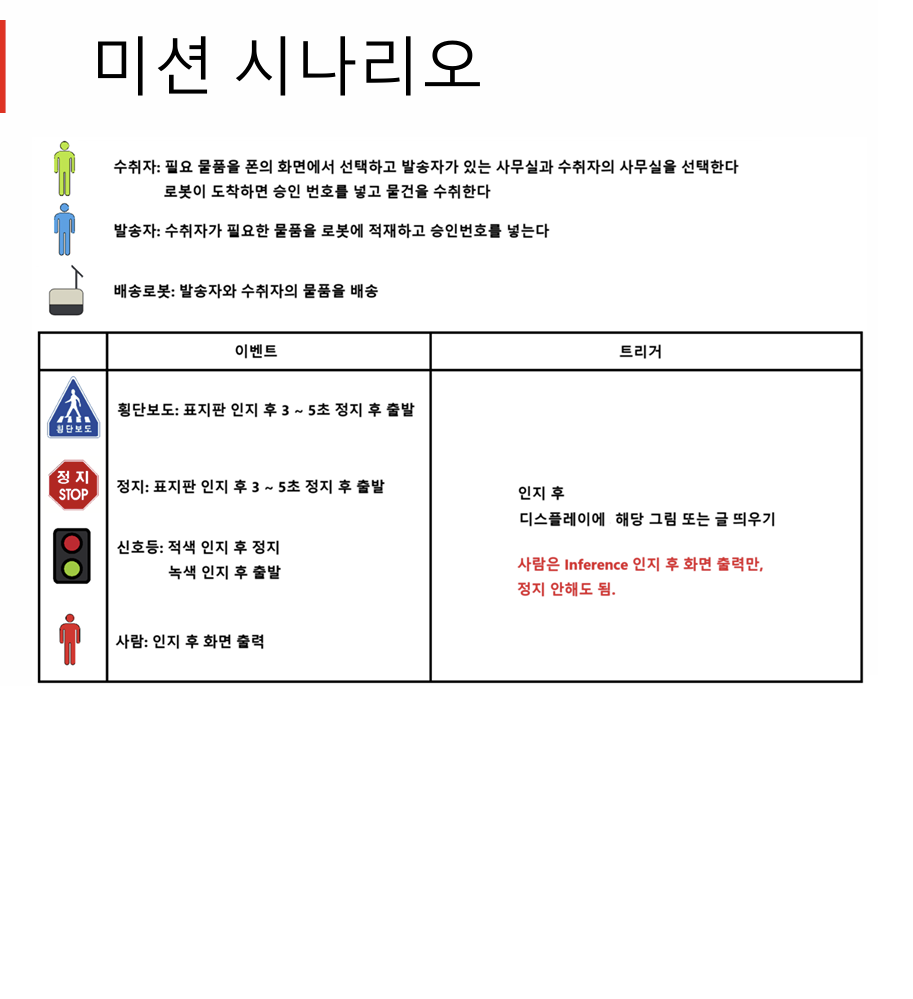 미션 시나리오
수취자: 필요 물품을 폰의 화면에서 선택하고 발송자가 있는 사무실과 수취자의 사무실을 선택한다
로봇이 도착하면 승인 번호를 넣고 물건을 수취한다
발송자: 수취자가 필요한 물품을 로봇에 적재하고 승인번호를 넣는다
배송로봇: 발송자와 수취자의 물품을 배송
이벤트
트리거
횡단보도
횡단보도: 표지판 인지 후 3 ~ 5초 정지 후 출발
정 지
STOP
정지: 표지판 인지 후 3 ~ 5초 정지 후 출발
신호등: 적색 인지 후 정지
녹색 인지 후 출발
사람: 인지 후 화면 출력
인지 후
디스플레이에 해당 그림 또는 글 띄우기
사람은 Inference 인지 후 화면 출력만,
정지 안해도 됨.